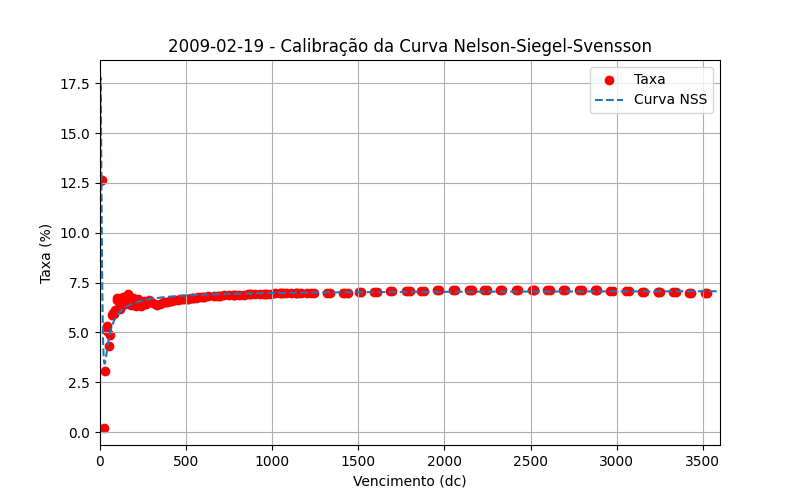 2009-02-19 - Calibração da Curva Nelson-Siegel-Svensson
Taxa
Curva NSS
Taxa (%)
17.5
15.0
12.5
10.0
7.5
5.0
2.5
0.0
0 500 1000 1500 2000 2500 3000 3500
Vencimento (dc)